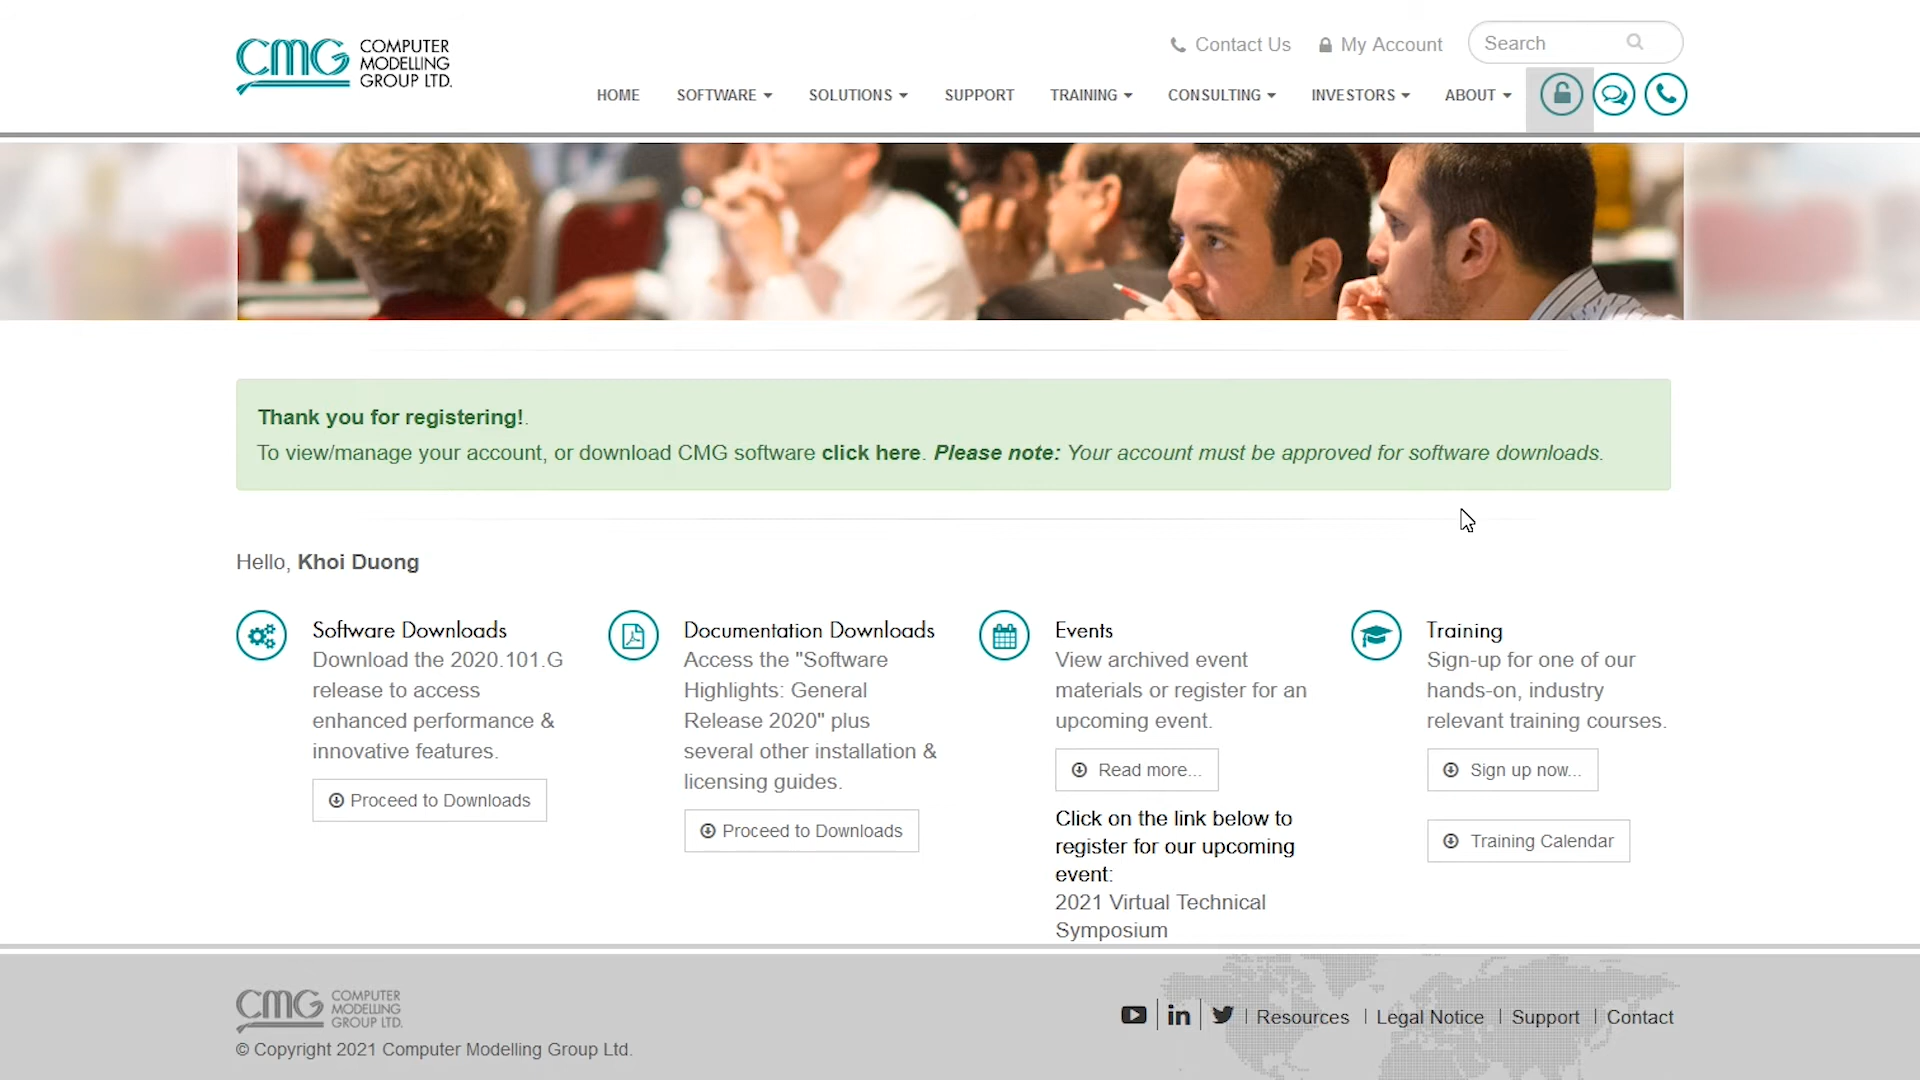 CMG COMPUTER
MODELLING
GROUP LTD.
Contact Us My Account Search
HOME SOFTWARE SOLUTIONS SUPPORT TRAINING CONSULTING INVESTORS ABOUT
Thank you for registering!.
To view/manage your account, or download CMG software click here. Please note: Your account must be approved for software downloads.
Hello, Khoi Duong
Software Downloads
Download the 2020.101.G
release to access
enhanced performance &
innovative features.
Proceed to Downloads
Documentation Downloads
Access the "Software
Highlights: General
Release 2020" plus
several other installation &
licensing guides.
Proceed to Downloads
Events
View archived event
materials or register for an
upcoming event.
Read more...
Click on the link below to
register for our upcoming
event:
2021 Virtual Technical
Symposium
Training
Sign-up for one of our
hands-on, industry
relevant training courses.
Sign up now...
Training Calendar
CMG COMPUTER
MODELLING
GROUP LTD.
© Copyright 2021 Computer Modelling Group Ltd.
in | Resources | Legal Notice | Support | Contact